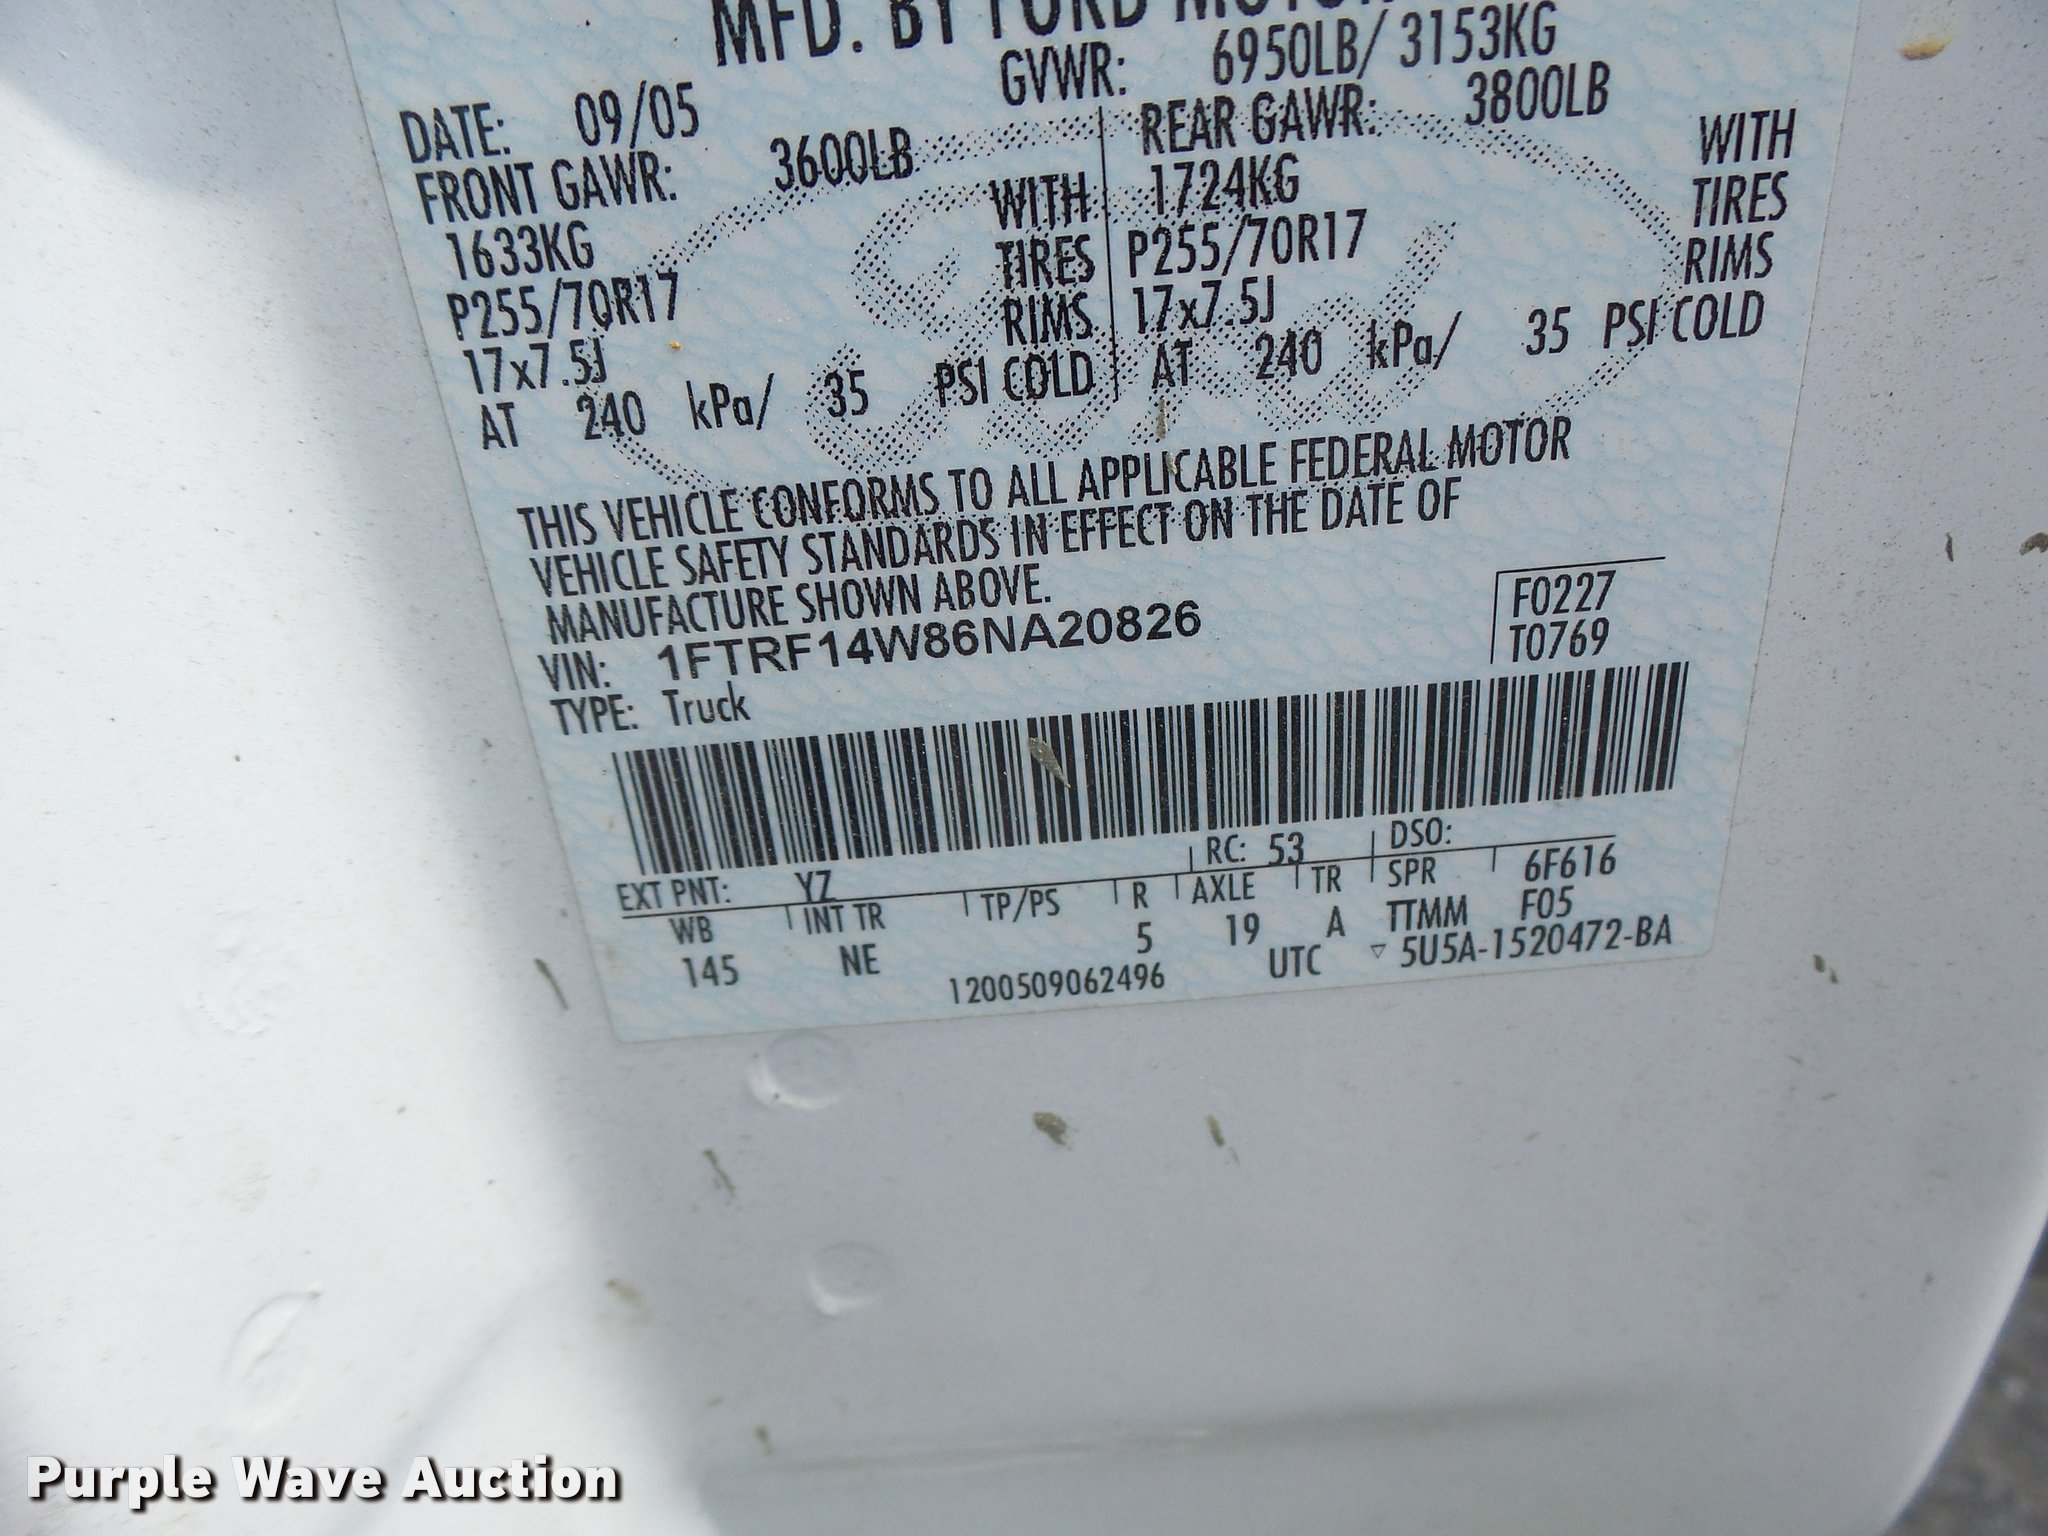 MFD. BY FORD MOTOR
GVWR: 6950LB/ 3153KG
DATE: 09/05
FRONT GAWR: 3600LB
1633KG WITH
P255/70R17 TIRES
17x7.5J RIMS
AT 240 kPa/ 35 PSI COLD
REAR GAWR: 3800LB
1724KG WITH
P255/70R17 TIRES
17x7.5J RIMS
AT 240 kPa/ 35 PSI COLD
THIS VEHICLE CONFORMS TO ALL APPLICABLE FEDERAL MOTOR
VEHICLE SAFETY STANDARDS IN EFFECT ON THE DATE OF
MANUFACTURE SHOWN ABOVE.
VIN: 1FTRF14W86NA20826
TYPE: Truck
F0227
T0769
EXT PNT: YZ RC: 53 DSO:
WB INT TR TP/PS R AXLE TR SPR 6F616
145 NE 5 19 A TTMM F05
1200509062496 UTC ▽ 5U5A-1520472-BA
Purple Wave Auction